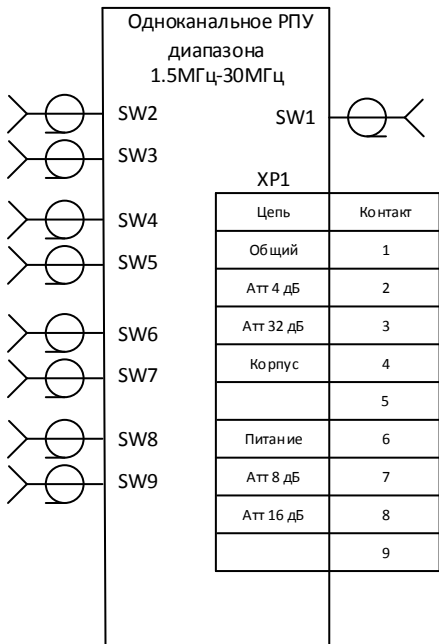 Одноканальное РПУ
диапазона
1.5МГц-30МГц
SW2
SW1
SW3
SW4
SW5
SW6
SW7
SW8
SW9
XP1
Цепь Контакт
Общий 1
Атт 4 дБ 2
Атт 32 дБ 3
Корпус 4
5
Питание 6
Атт 8 дБ 7
Атт 16 дБ 8
9